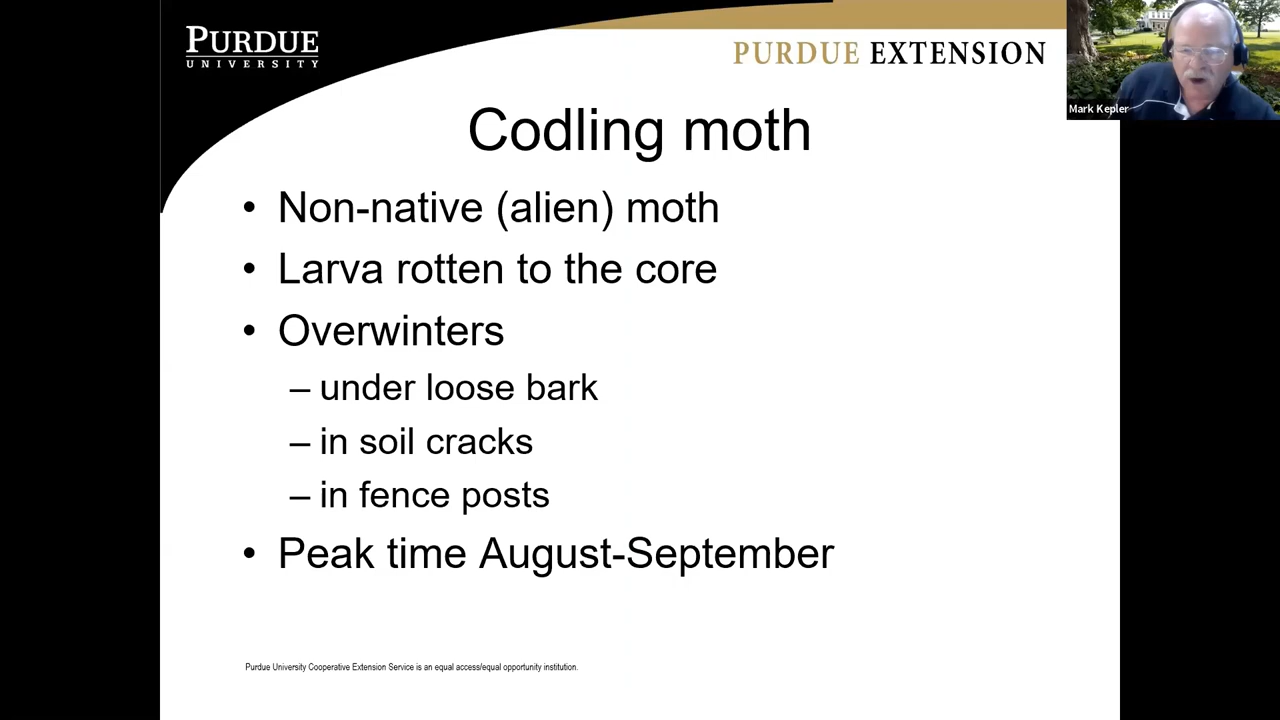 PURDUE
UNIVERSITY
PURDUE EXTENSION
Mark Kepler
Codling moth
• Non-native (alien) moth
• Larva rotten to the core
• Overwinters
– under loose bark
– in soil cracks
– in fence posts
• Peak time August-September
Purdue University Cooperative Extension Service is an equal access/equal opportunity institution.